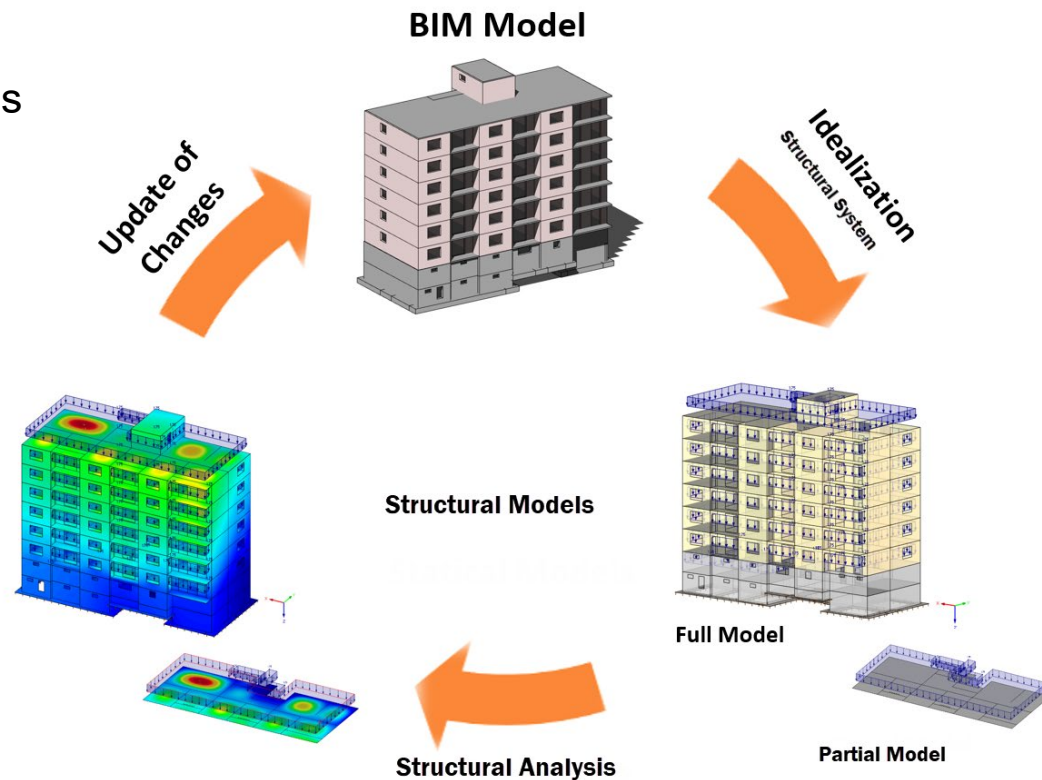 BIM Model
s
Update of
Changes
Idealization
Structural System
Structural Models
Full Model
Partial Model
Structural Analysis